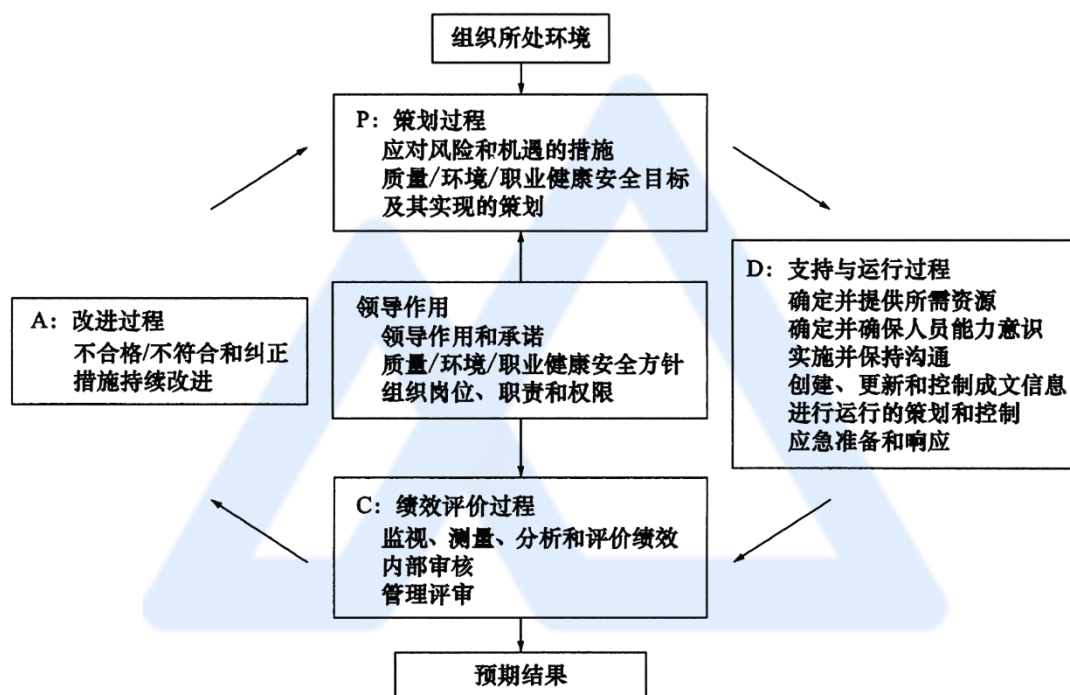 组织所处环境
P：策划过程
应对风险和机遇的措施
质量/环境/职业健康安全目标
及其实现的策划
D：支持与运行过程
确定并提供所需资源
确定并确保人员能力意识
实施并保持沟通
创建、更新和控制成文信息
进行运行的策划和控制
应急准备和响应
领导作用
领导作用和承诺
质量/环境/职业健康安全方针
组织岗位、职责和权限
A：改进过程
不合格/不符合和纠正
措施持续改进
C：绩效评价过程
监视、测量、分析和评价绩效
内部审核
管理评审
预期结果